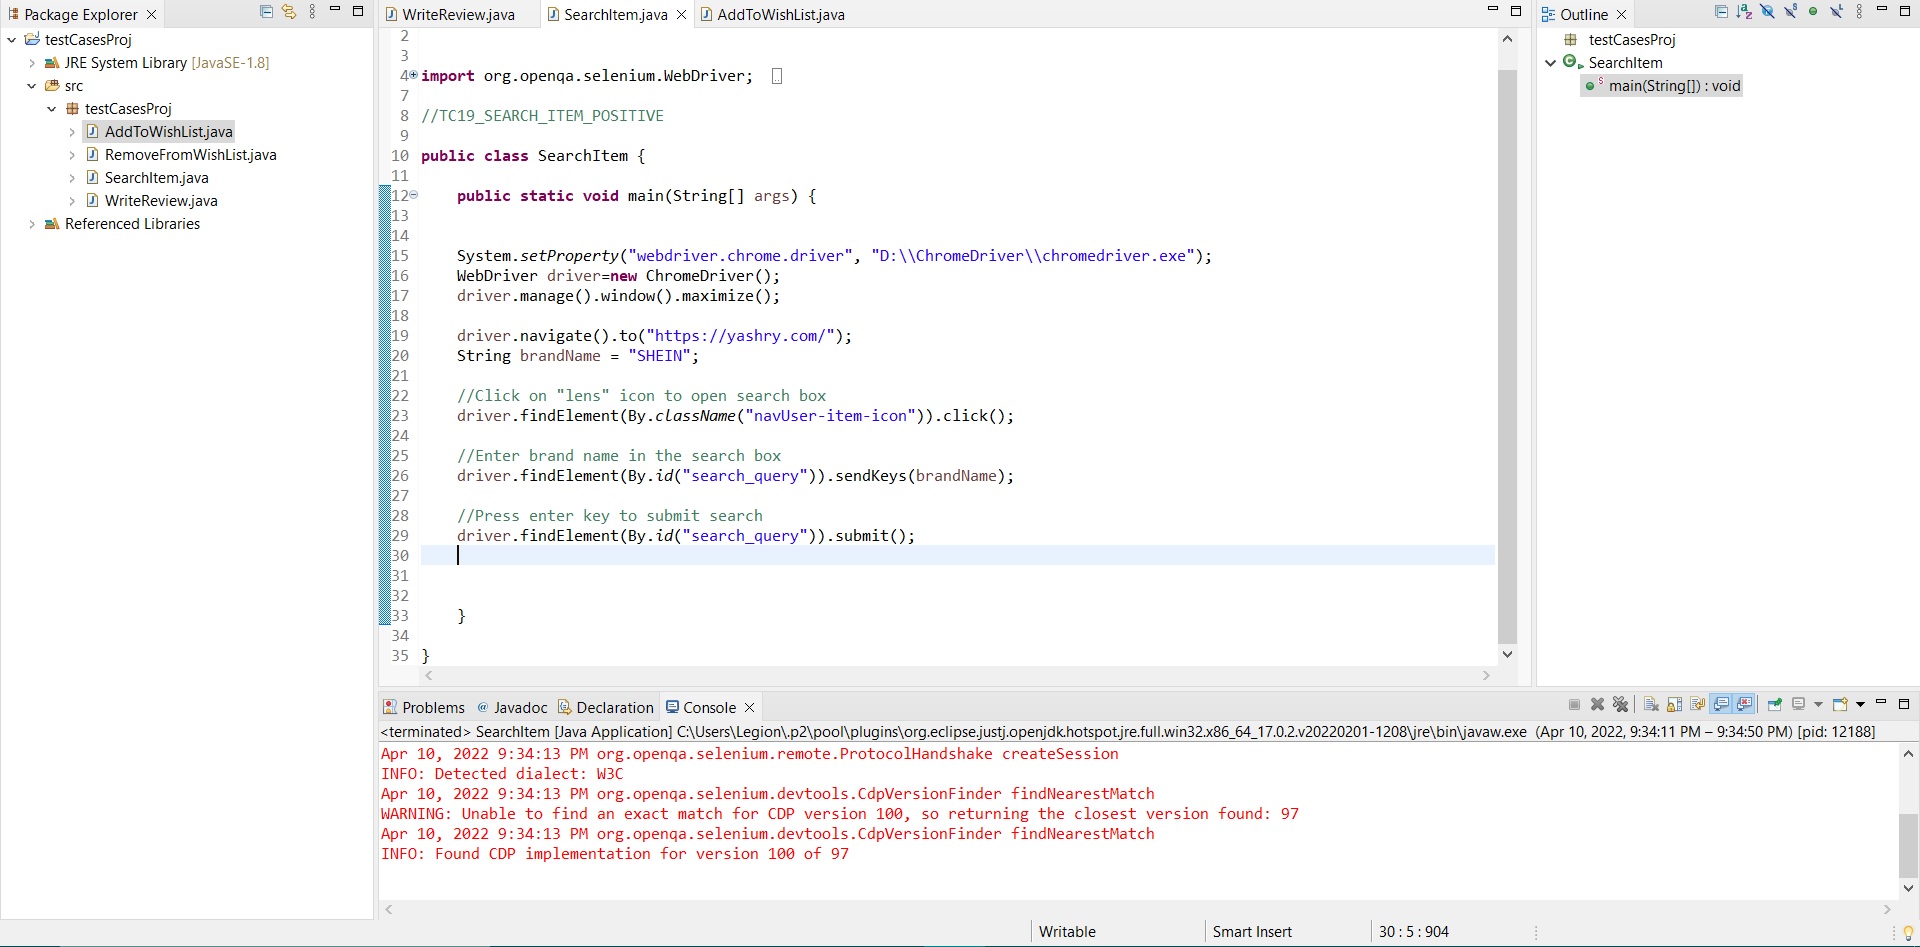 Package Explorer
testCasesProj
JRE System Library [JavaSE-1.8]
src
testCasesProj
AddToWishList.java
RemoveFromWishList.java
SearchItem.java
WriteReview.java
Referenced Libraries
WriteReview.java SearchItem.java AddToWishList.java
2
3
4 import org.openqa.selenium.WebDriver;
7
8 //TC19_SEARCH_ITEM_POSITIVE
9
10 public class SearchItem {
11
12 public static void main(String[] args) {
13
14
15 System.setProperty("webdriver.chrome.driver", "D:\\ChromeDriver\\chromedriver.exe");
16 WebDriver driver=new ChromeDriver();
17 driver.manage().window().maximize();
18
19 driver.navigate().to("https://yashry.com/");
20 String brandName = "SHEIN";
21
22 //Click on "lens" icon to open search box
23 driver.findElement(By.className("navUser-item-icon")).click();
24
25 //Enter brand name in the search box
26 driver.findElement(By.id("search_query")).sendKeys(brandName);
27
28 //Press enter key to submit search
29 driver.findElement(By.id("search_query")).submit();
30
31
32
33 }
34
35 }
Outline
testCasesProj
SearchItem
main(String[]) : void
Problems @ Javadoc Declaration Console
<terminated> SearchItem [Java Application] C:\Users\Legion\.p2\pool\plugins\org.eclipse.justj.openjdk.hotspot.jre.full.win32.x86_64_17.0.2.v20220201-1208\jre\bin\javaw.exe (Apr 10, 2022, 9:34:11 PM – 9:34:50 PM) [pid: 12188]
Apr 10, 2022 9:34:13 PM org.openqa.selenium.remote.ProtocolHandshake createSession
INFO: Detected dialect: W3C
Apr 10, 2022 9:34:13 PM org.openqa.selenium.devtools.CdpVersionFinder findNearestMatch
WARNING: Unable to find an exact match for CDP version 100, so returning the closest version found: 97
Apr 10, 2022 9:34:13 PM org.openqa.selenium.devtools.CdpVersionFinder findNearestMatch
INFO: Found CDP implementation for version 100 of 97
Writable Smart Insert 30 : 5 : 904